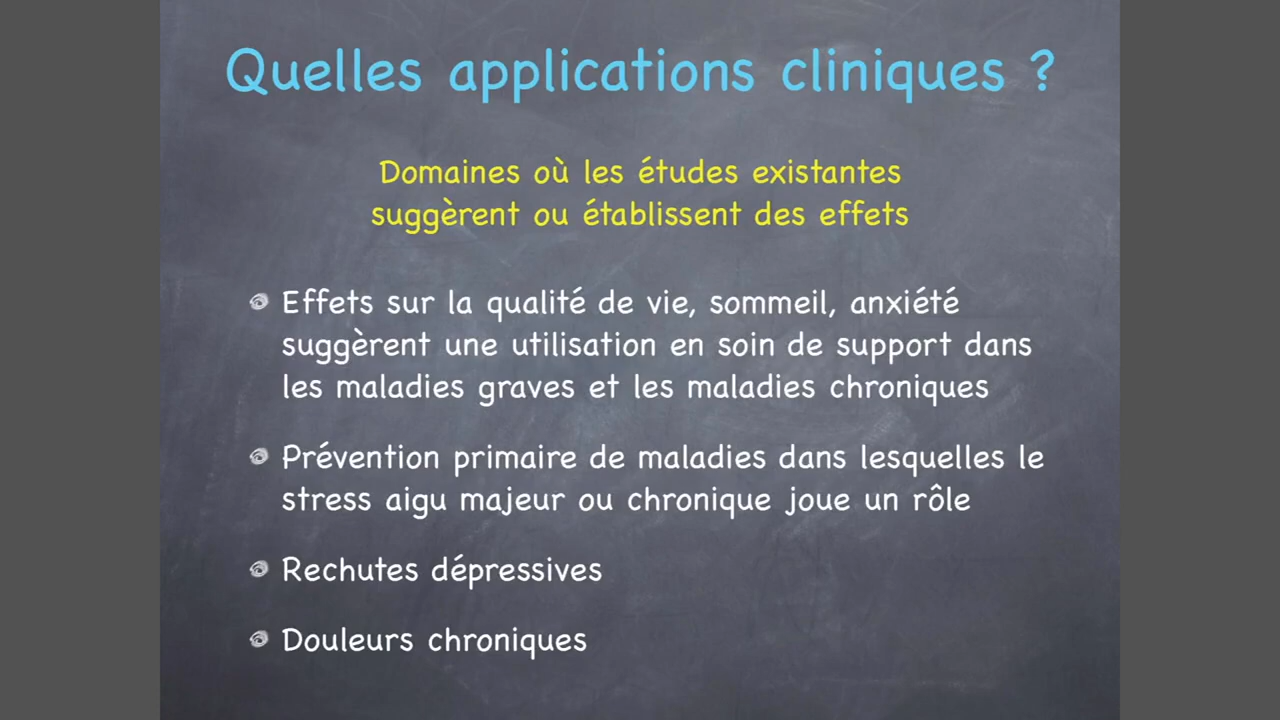 Quelles applications cliniques ?
Domaines où les études existantes
suggèrent ou établissent des effets
Effets sur la qualité de vie, sommeil, anxiété
suggèrent une utilisation en soin de support dans
les maladies graves et les maladies chroniques
Prévention primaire de maladies dans lesquelles le
stress aigu majeur ou chronique joue un rôle
Rechutes dépressives
Douleurs chroniques